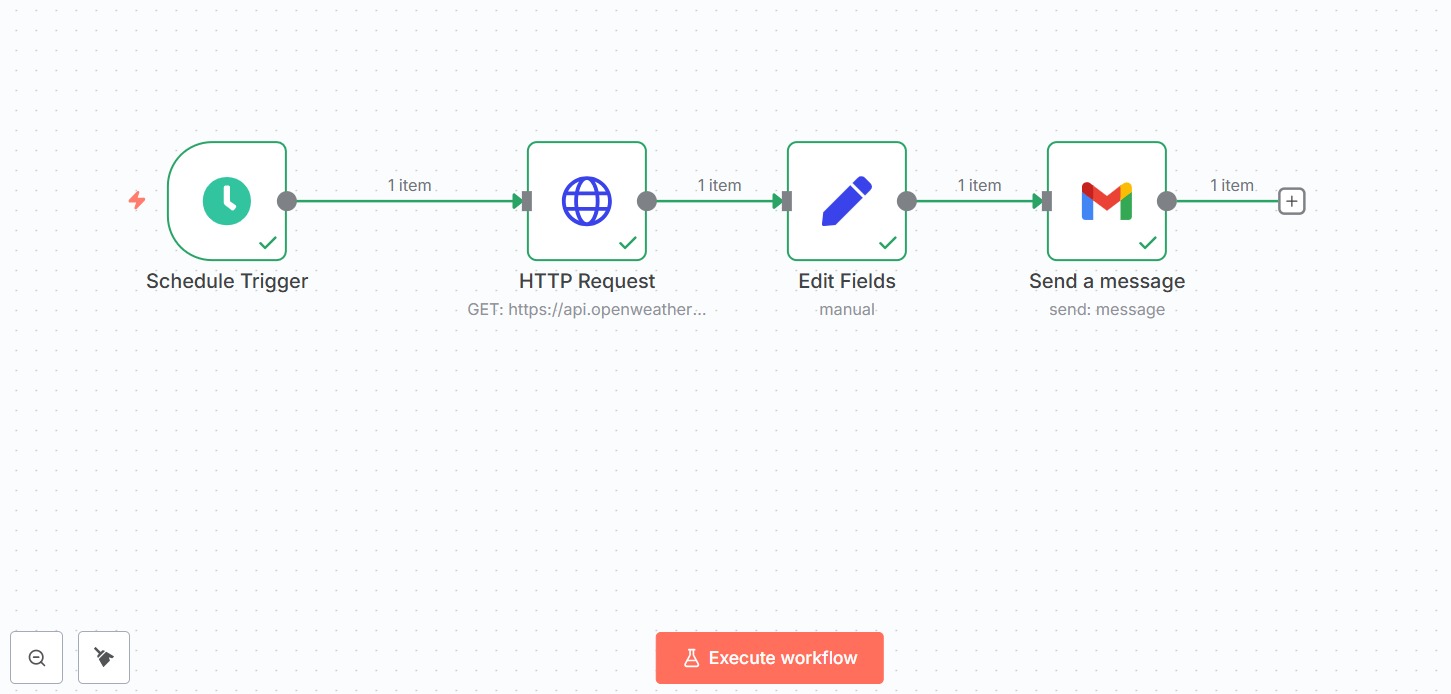 1 item
1 item
1 item
1 item
Schedule Trigger
HTTP Request
Edit Fields
Send a message
GET: https://api.openweather...
manual
send: message
Execute workflow